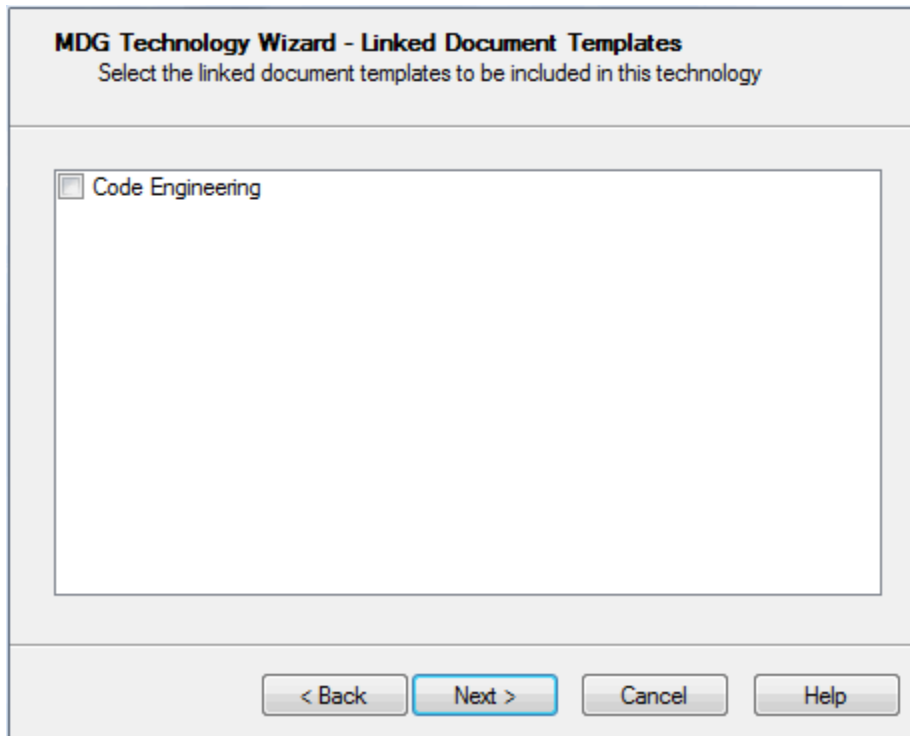 MDG Technology Wizard - Linked Document Templates
Select the linked document templates to be included in this technology
Code Engineering
< Back Next > Cancel Help